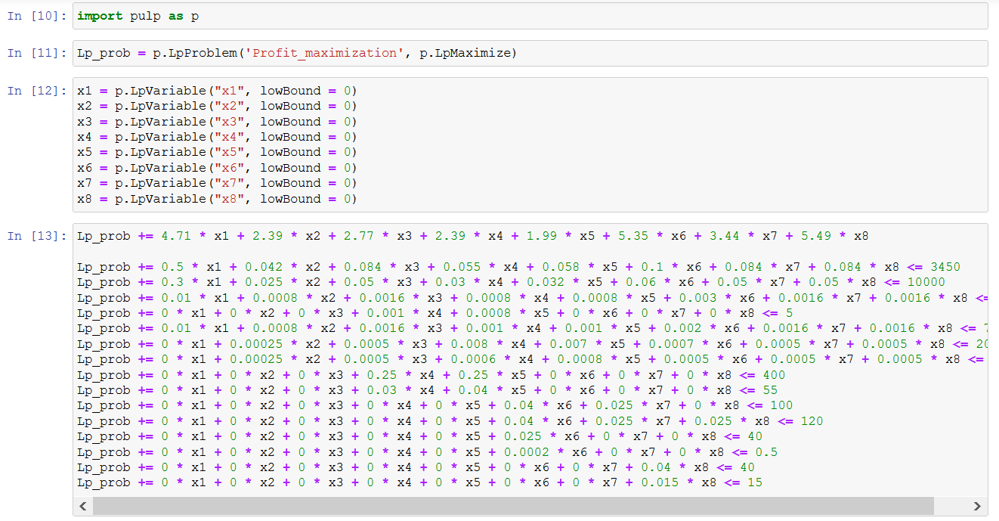 In [10]: import pulp as p
In [11]: Lp_prob = p.LpProblem('Profit_maximization', p.LpMaximize)
In [12]: x1 = p.LpVariable("x1", lowBound = 0)
x2 = p.LpVariable("x2", lowBound = 0)
x3 = p.LpVariable("x3", lowBound = 0)
x4 = p.LpVariable("x4", lowBound = 0)
x5 = p.LpVariable("x5", lowBound = 0)
x6 = p.LpVariable("x6", lowBound = 0)
x7 = p.LpVariable("x7", lowBound = 0)
x8 = p.LpVariable("x8", lowBound = 0)
In [13]: Lp_prob += 4.71 * x1 + 2.39 * x2 + 2.77 * x3 + 2.39 * x4 + 1.99 * x5 + 5.35 * x6 + 3.44 * x7 + 5.49 * x8
Lp_prob += 0.5 * x1 + 0.042 * x2 + 0.084 * x3 + 0.055 * x4 + 0.058 * x5 + 0.1 * x6 + 0.084 * x7 + 0.084 * x8 <= 3450
Lp_prob += 0.3 * x1 + 0.025 * x2 + 0.05 * x3 + 0.03 * x4 + 0.032 * x5 + 0.06 * x6 + 0.05 * x7 + 0.05 * x8 <= 10000
Lp_prob += 0.01 * x1 + 0.0008 * x2 + 0.0016 * x3 + 0.0008 * x4 + 0.0008 * x5 + 0.003 * x6 + 0.0016 * x7 + 0.0016 * x8 <=
Lp_prob += 0 * x1 + 0 * x2 + 0 * x3 + 0.001 * x4 + 0.0008 * x5 + 0 * x6 + 0 * x7 + 0 * x8 <= 5
Lp_prob += 0.01 * x1 + 0.0008 * x2 + 0.0016 * x3 + 0.001 * x4 + 0.001 * x5 + 0.002 * x6 + 0.0016 * x7 + 0.0016 * x8 <=
Lp_prob += 0 * x1 + 0.00025 * x2 + 0.0005 * x3 + 0.008 * x4 + 0.007 * x5 + 0.0007 * x6 + 0.0005 * x7 + 0.0005 * x8 <=
Lp_prob += 0 * x1 + 0.00025 * x2 + 0.0005 * x3 + 0.0006 * x4 + 0.0008 * x5 + 0.0005 * x6 + 0.0005 * x7 + 0.0005 * x8 <=
Lp_prob += 0 * x1 + 0 * x2 + 0 * x3 + 0.25 * x4 + 0.25 * x5 + 0 * x6 + 0 * x7 + 0 * x8 <= 400
Lp_prob += 0 * x1 + 0 * x2 + 0 * x3 + 0.03 * x4 + 0.04 * x5 + 0 * x6 + 0 * x7 + 0 * x8 <= 55
Lp_prob += 0 * x1 + 0 * x2 + 0 * x3 + 0 * x4 + 0 * x5 + 0.04 * x6 + 0.025 * x7 + 0 * x8 <= 100
Lp_prob += 0 * x1 + 0 * x2 + 0 * x3 + 0 * x4 + 0 * x5 + 0.04 * x6 + 0.025 * x7 + 0.025 * x8 <= 120
Lp_prob += 0 * x1 + 0 * x2 + 0 * x3 + 0 * x4 + 0 * x5 + 0.025 * x6 + 0 * x7 + 0 * x8 <= 40
Lp_prob += 0 * x1 + 0 * x2 + 0 * x3 + 0 * x4 + 0 * x5 + 0.0002 * x6 + 0 * x7 + 0 * x8 <= 0.5
Lp_prob += 0 * x1 + 0 * x2 + 0 * x3 + 0 * x4 + 0 * x5 + 0 * x6 + 0 * x7 + 0.04 * x8 <= 40
Lp_prob += 0 * x1 + 0 * x2 + 0 * x3 + 0 * x4 + 0 * x5 + 0 * x6 + 0 * x7 + 0.015 * x8 <= 15